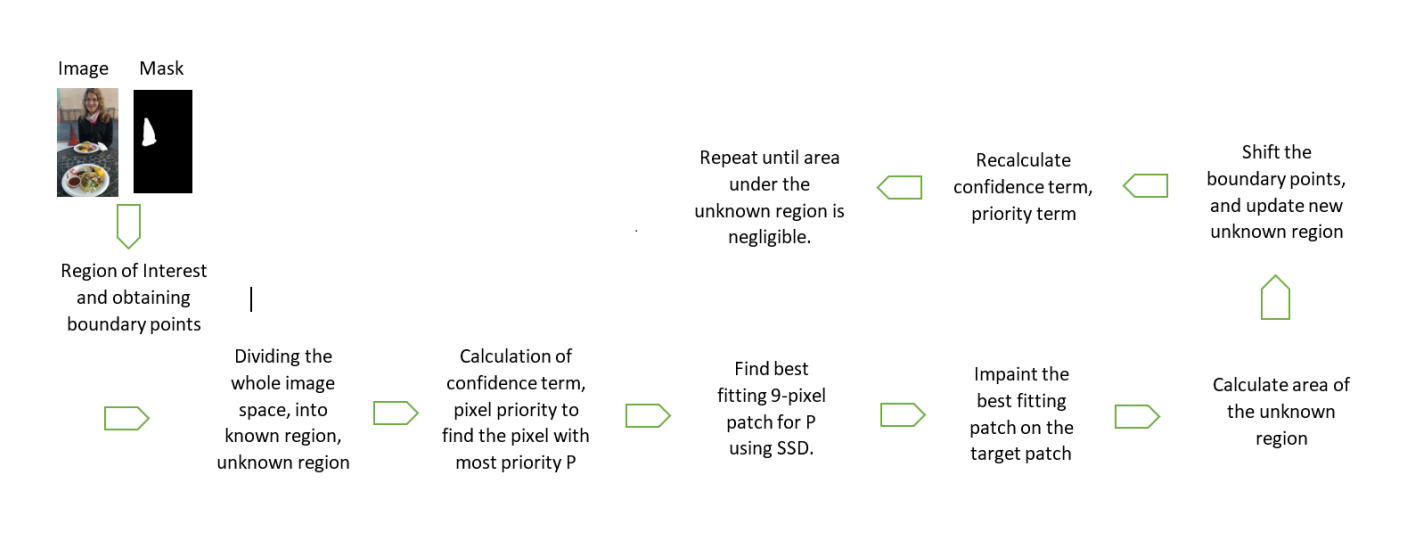 Image Mask
Region of Interest
and obtaining
boundary points
Dividing the
whole image
space, into
known region,
unknown region
Calculation of
confidence term,
pixel priority to
find the pixel with
most priority P
Find best
fitting 9-pixel
patch for P
using SSD.
Impaint the
best fitting
patch on the
target patch
Calculate area of
the unknown
region
Shift the
boundary points,
and update new
unknown region
Recalculate
confidence term,
priority term
Repeat until area
under the
unknown region is
negligible.